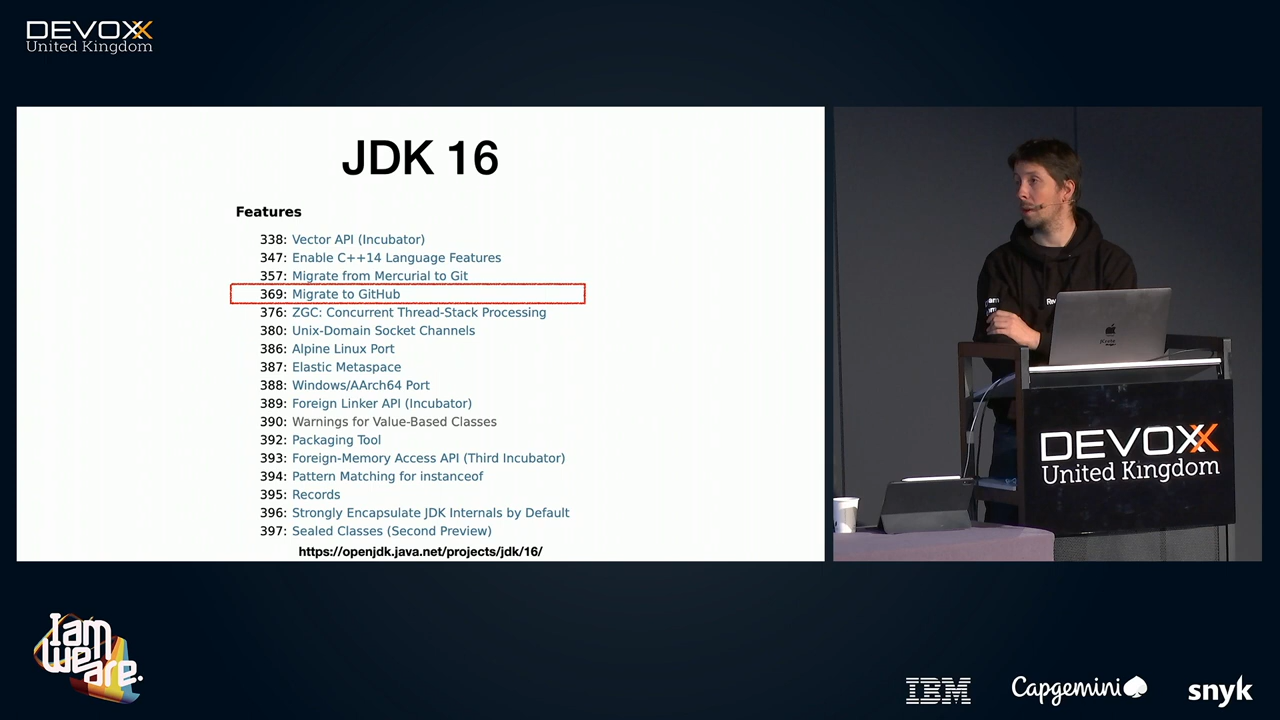 DEVOXX
United Kingdom
JDK 16
Features
338: Vector API (Incubator)
347: Enable C++14 Language Features
357: Migrate from Mercurial to Git
369: Migrate to GitHub
376: ZGC: Concurrent Thread-Stack Processing
380: Unix-Domain Socket Channels
386: Alpine Linux Port
387: Elastic Metaspace
388: Windows/AArch64 Port
389: Foreign Linker API (Incubator)
390: Warnings for Value-Based Classes
392: Packaging Tool
393: Foreign-Memory Access API (Third Incubator)
394: Pattern Matching for instanceof
395: Records
396: Strongly Encapsulate JDK Internals by Default
397: Sealed Classes (Second Preview)
https://openjdk.java.net/projects/jdk/16/
DEVOXX
United Kingdom
I am
We are.
IBM
Capgemini
snyk